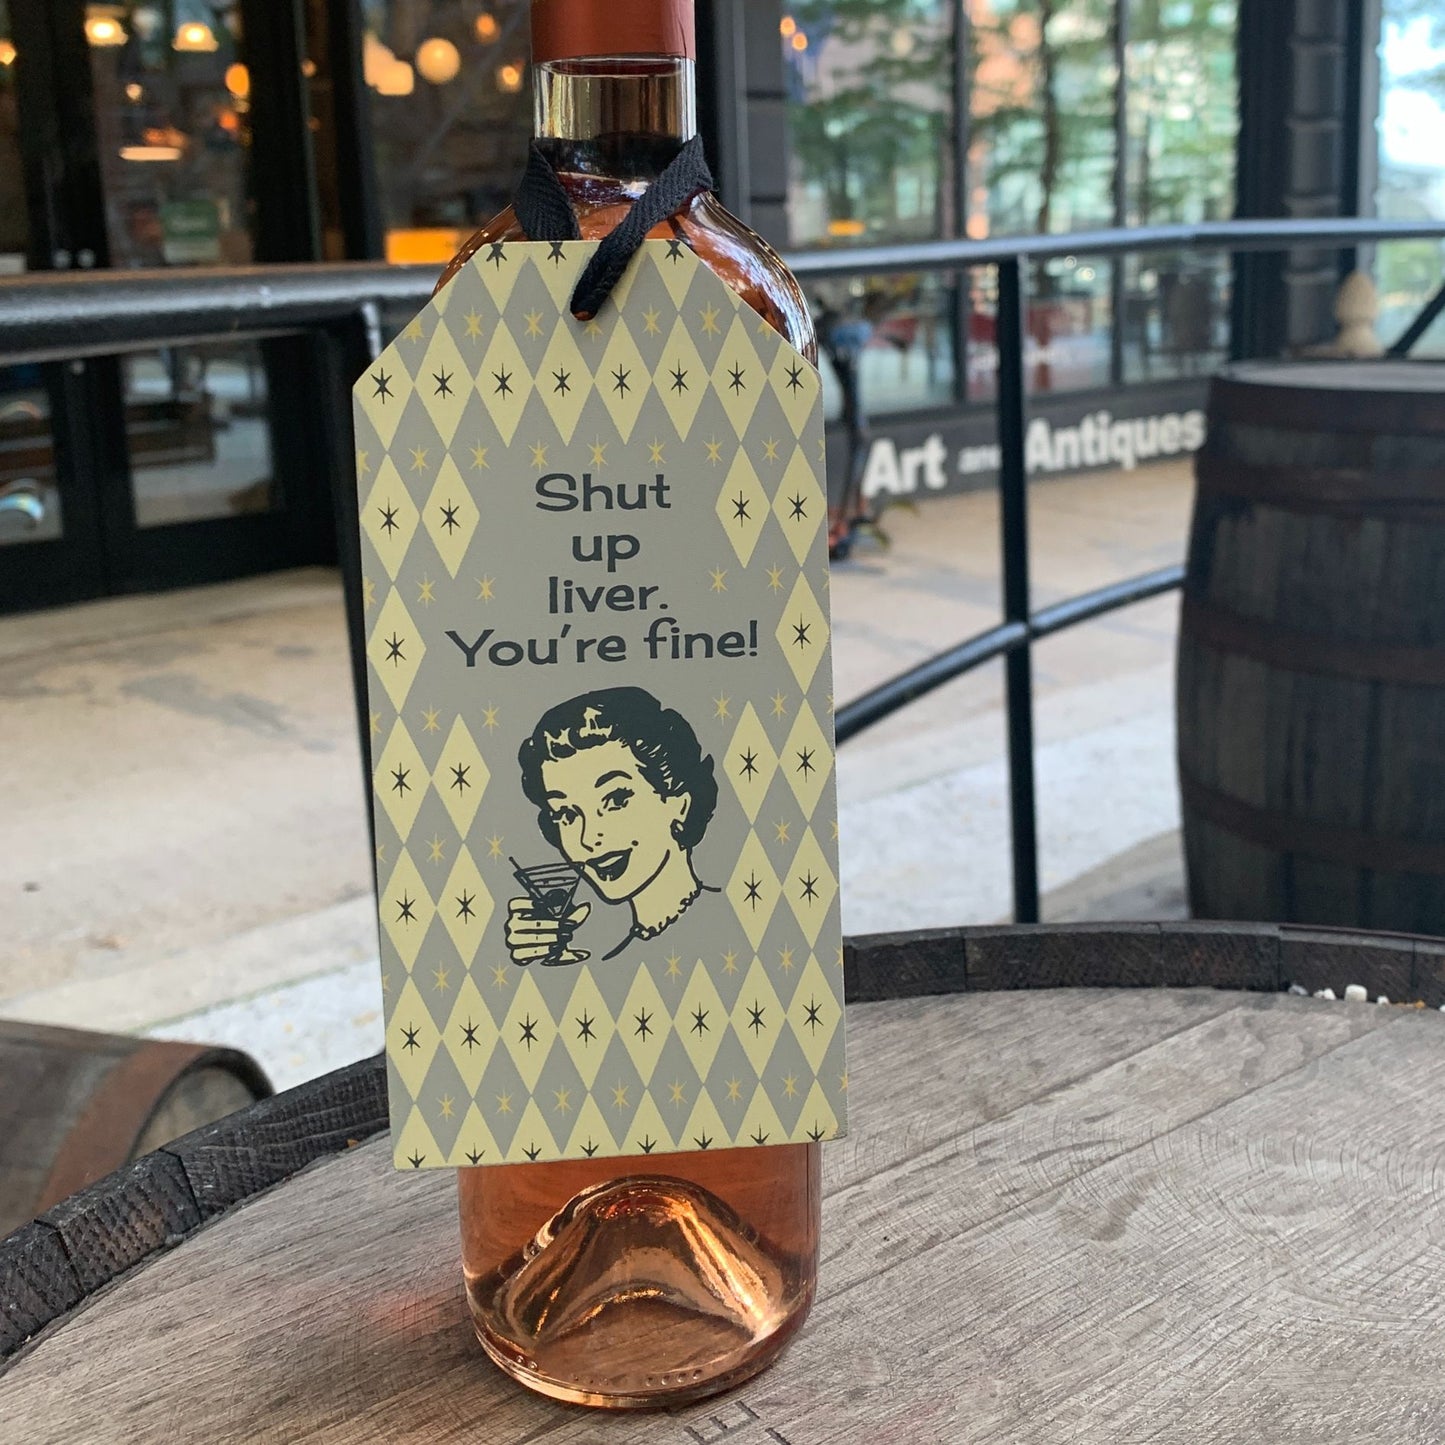 Shut
up
liver.
You're fine!
Art and Antiques